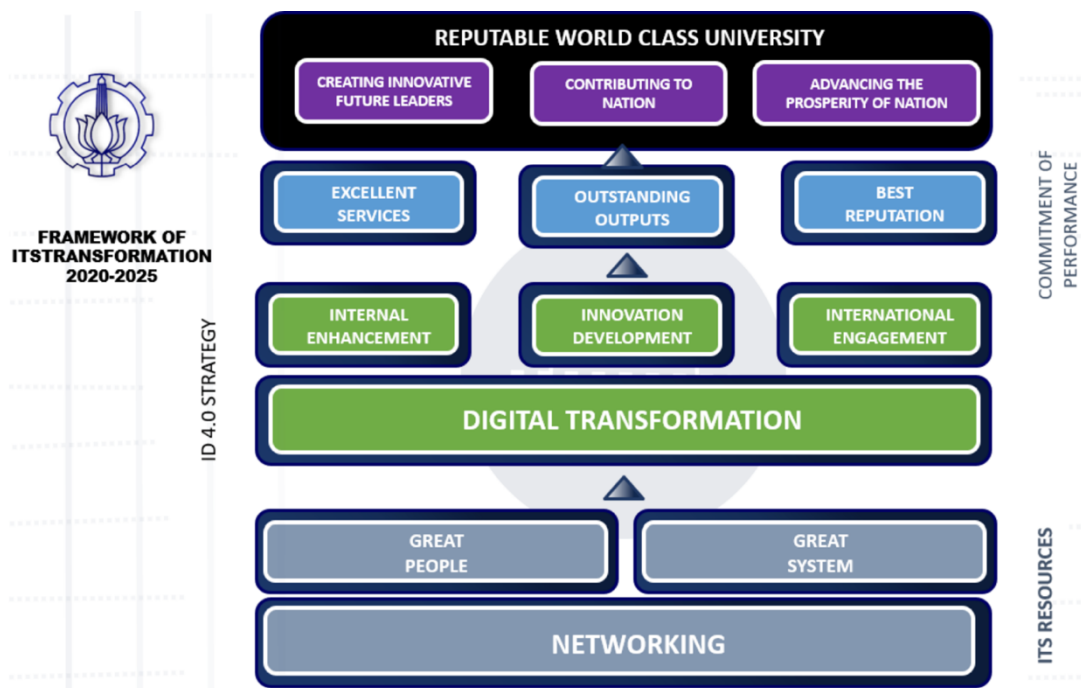 REPUTABLE WORLD CLASS UNIVERSITY
CREATING INNOVATIVE
FUTURE LEADERS
CONTRIBUTING TO
NATION
ADVANCING THE
PROSPERITY OF NATION
EXCELLENT
SERVICES
OUTSTANDING
OUTPUTS
BEST
REPUTATION
COMMITMENT OF
PERFORMANCE
FRAMEWORK OF
ITSTRANSFORMATION
2020-2025
INTERNAL
ENHANCEMENT
INNOVATION
DEVELOPMENT
INTERNATIONAL
ENGAGEMENT
ID 4.0 STRATEGY
DIGITAL TRANSFORMATION
GREAT
PEOPLE
GREAT
SYSTEM
ITS RESOURCES
NETWORKING